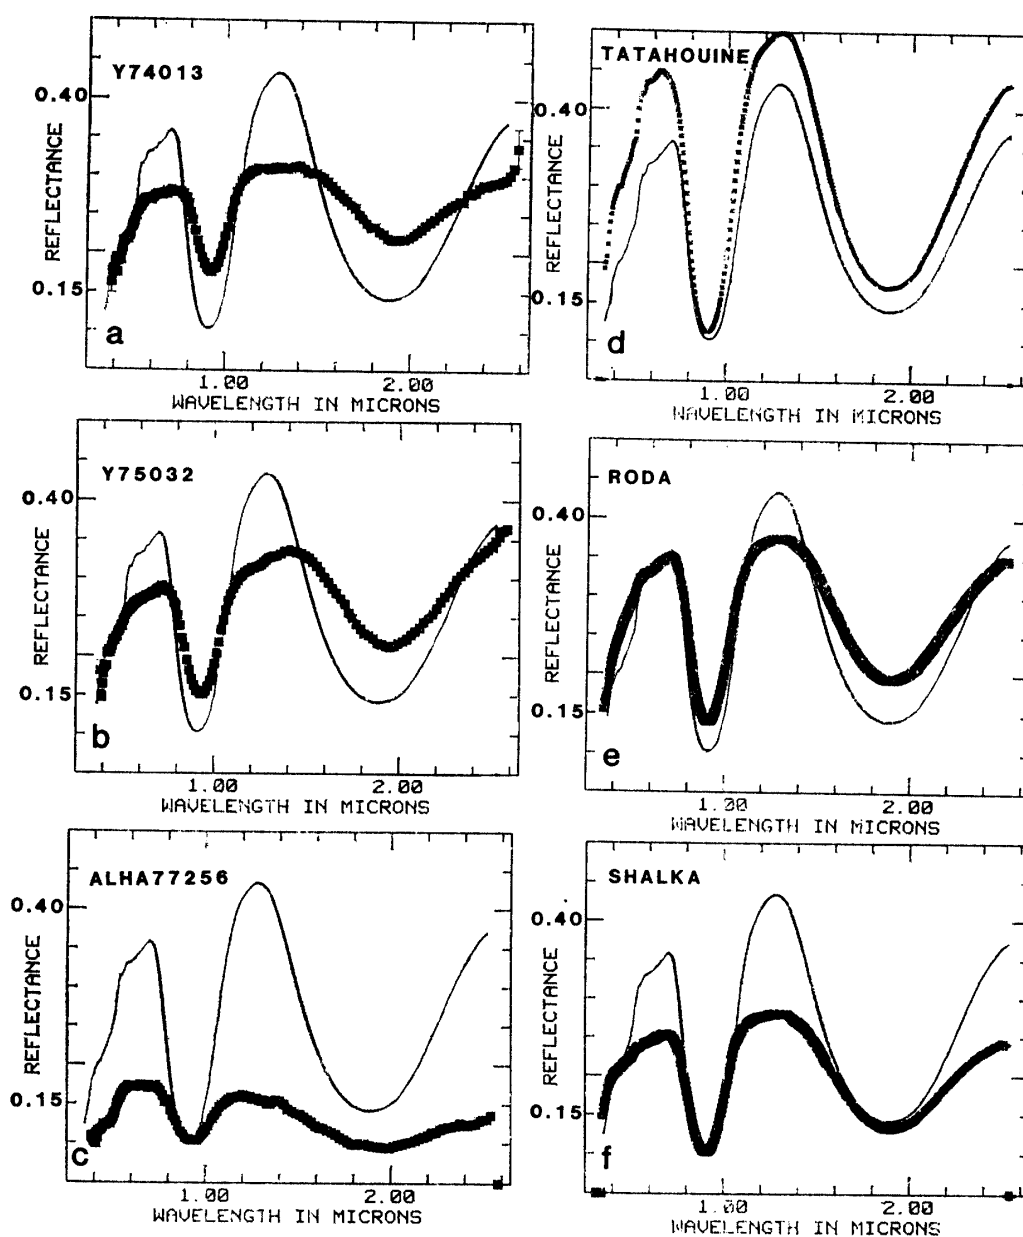 Y74013
0.40
REFLECTANCE
0.15
a
1.00 2.00
WAVELENGTH IN MICRONS
TATAHOUINE
0.40
REFLECTANCE
0.15
d
1.00 2.00
WAVELENGTH IN MICRONS
Y75032
0.40
REFLECTANCE
0.15
b
1.00 2.00
WAVELENGTH IN MICRONS
RODA
0.40
REFLECTANCE
0.15
e
1.00 2.00
WAVELENGTH IN MICRONS
ALHA77256
0.40
REFLECTANCE
0.15
c
1.00 2.00
WAVELENGTH IN MICRONS
SHALKA
0.40
REFLECTANCE
0.15
f
1.00 2.00
WAVELENGTH IN MICRONS